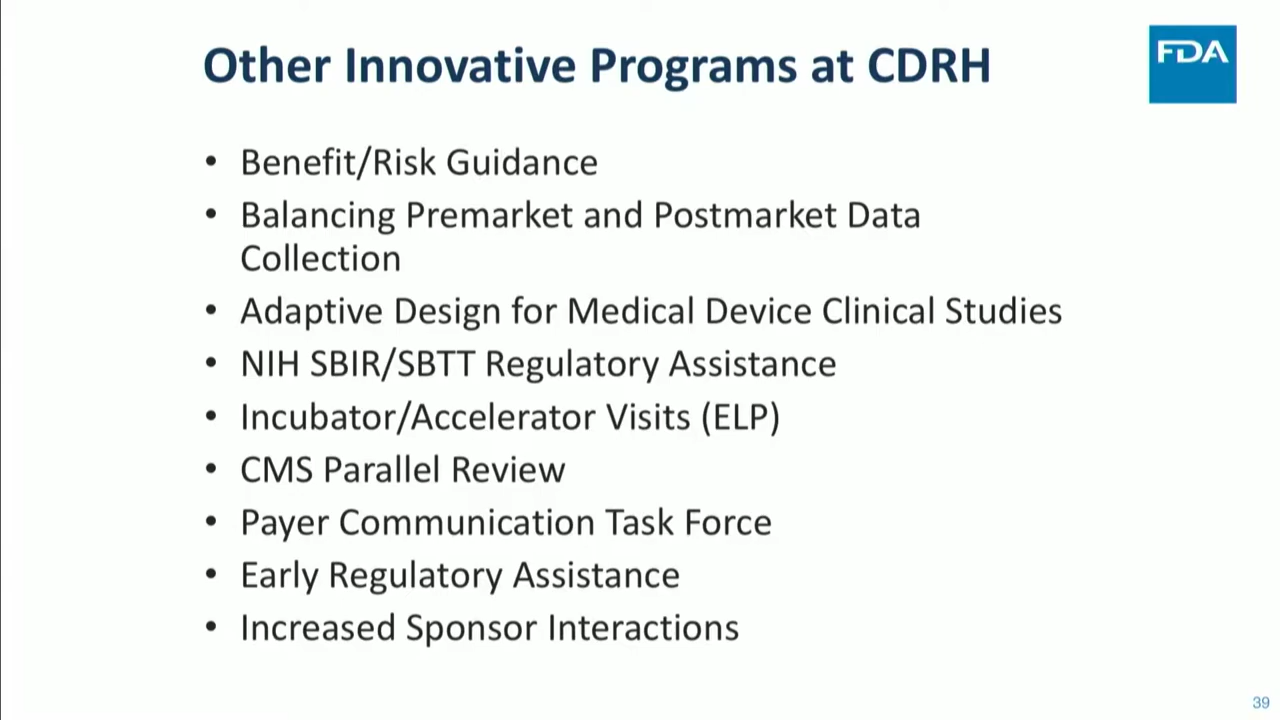 Other Innovative Programs at CDRH
FDA
• Benefit/Risk Guidance
• Balancing Premarket and Postmarket Data
Collection
• Adaptive Design for Medical Device Clinical Studies
• NIH SBIR/SBTT Regulatory Assistance
• Incubator/Accelerator Visits (ELP)
• CMS Parallel Review
• Payer Communication Task Force
• Early Regulatory Assistance
• Increased Sponsor Interactions
39